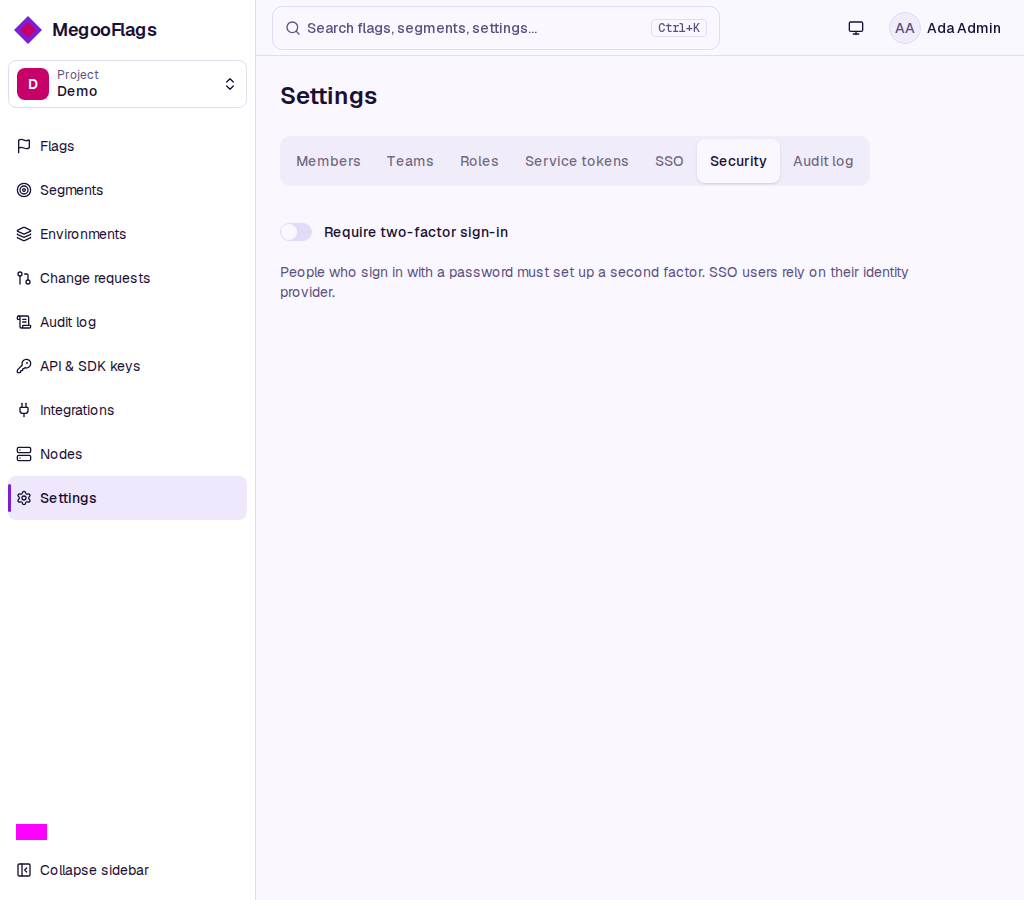 MegooFlags
Search flags, segments, settings...
Ctrl+K
AA
Ada Admin
D
Project
Demo
Flags
Segments
Environments
Change requests
Audit log
API & SDK keys
Integrations
Nodes
Settings
Collapse sidebar
Settings
Members
Teams
Roles
Service tokens
SSO
Security
Audit log
Require two-factor sign-in
People who sign in with a password must set up a second factor. SSO users rely on their identity
provider.